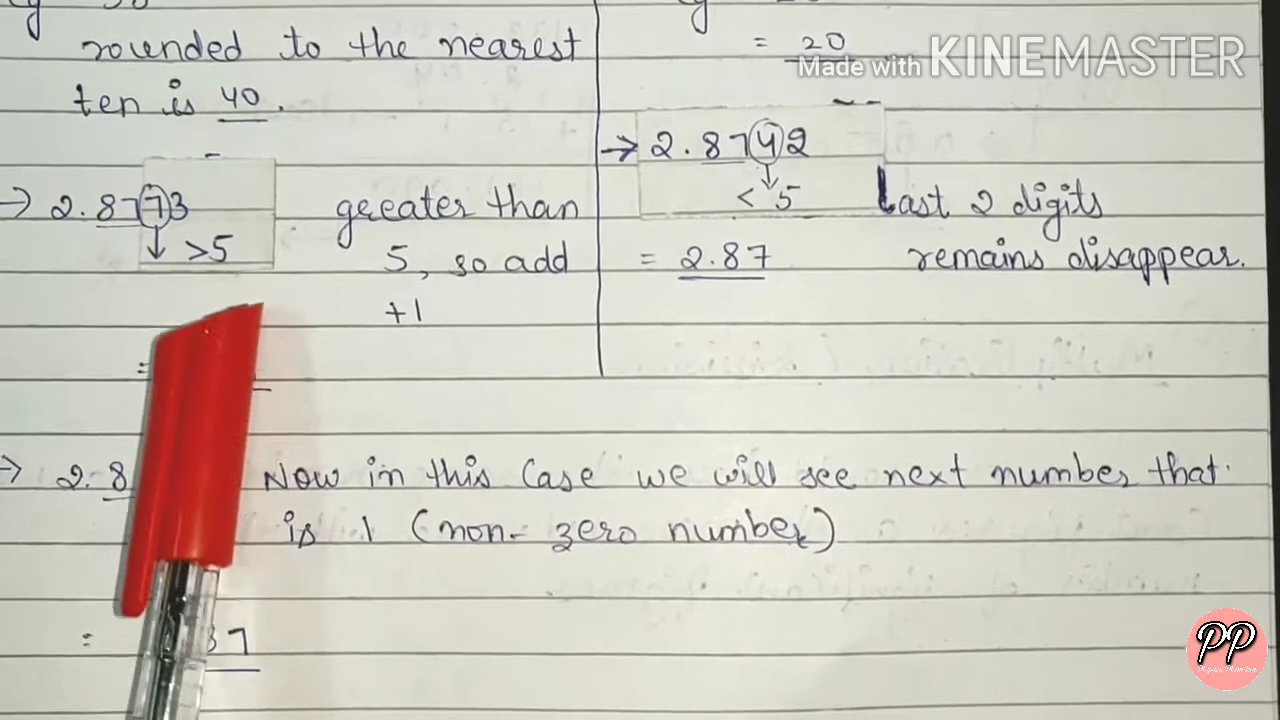 rounded to the nearest
ten is 40.
→ 2.8773
↓ >5
greater than
5, so add
+1
=
= 20
→ 2.8742
↓
< 5
Last 2 digits
= 2.87
remains disappear.
→ 2.8
Now in this case we will see next number that
is 1 (non-zero number)
= 37
Made with KINEMASTER
PP